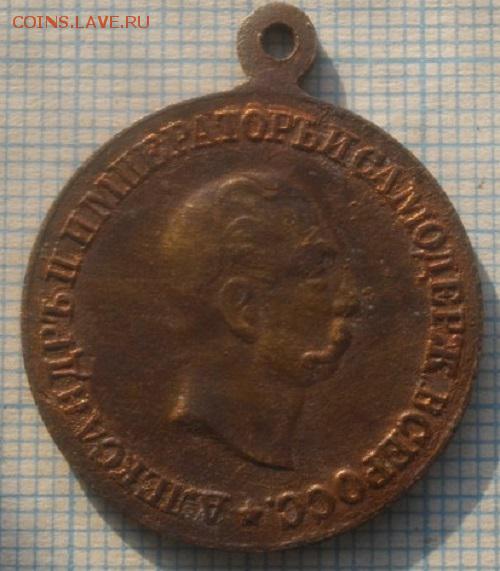 COINS.LAVE.RU
АЛЕКСАНДРЪ II. ИМПЕРАТОРЪ И САМОДЕРЖ. ВСЕРОСС.